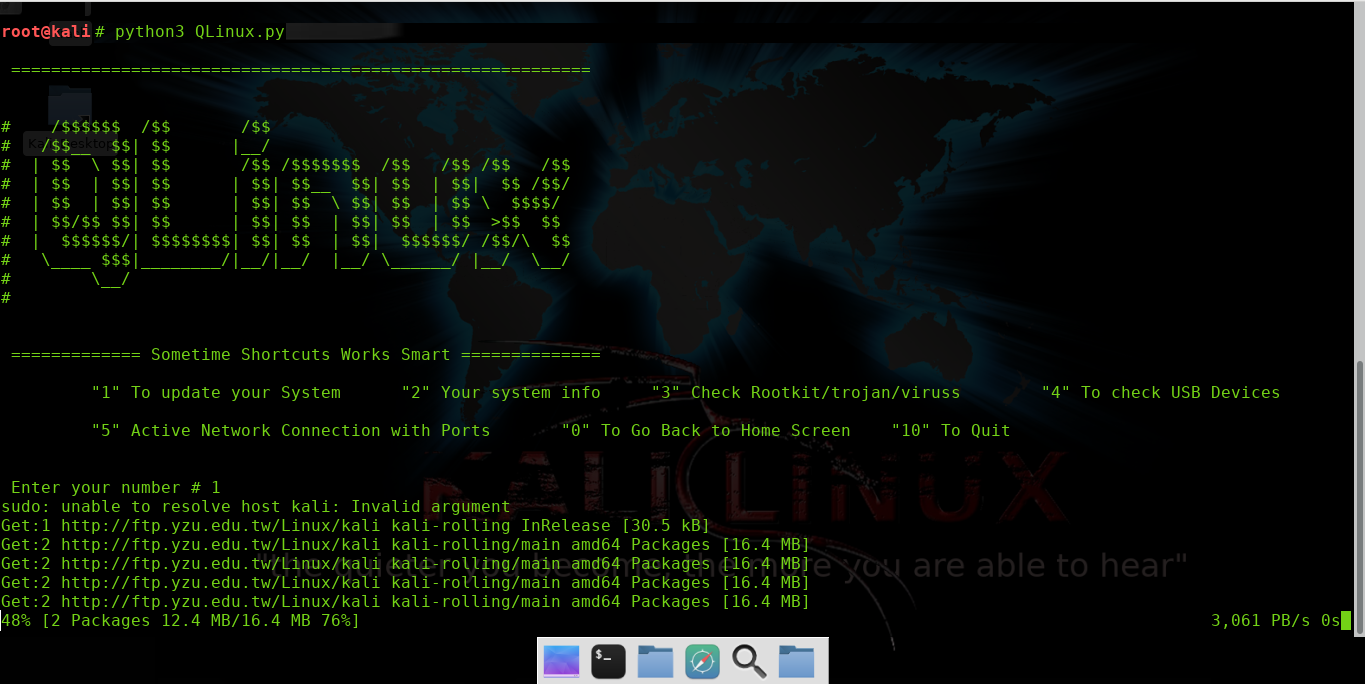 root@kali # python3 QLinux.py
==========================================================
#    /$$$$$$  /$$       /$$
#   /$$__  $$| $$      |__/
#  | $$  \ $$| $$       /$$ /$$$$$$$  /$$   /$$ /$$   /$$
#  | $$  | $$| $$      | $$| $$__  $$| $$  | $$|  $$ /$$/
#  | $$  | $$| $$      | $$| $$  \ $$| $$  | $$ \  $$$$/
#  | $$/$$ $$| $$      | $$| $$  | $$| $$  | $$  >$$  $$
#  |  $$$$$$/| $$$$$$$$| $$| $$  | $$|  $$$$$$/ /$$/\  $$
#   \____ $$$|________/|__/|__/  |__/ \______/ |__/  \__/
#        \__/
#
============= Sometime Shortcuts Works Smart ==============
"1" To update your System      "2" Your system info     "3" Check Rootkit/trojan/viruss        "4" To check USB Devices
"5" Active Network Connection with Ports       "0" To Go Back to Home Screen    "10" To Quit
Enter your number # 1
sudo: unable to resolve host kali: Invalid argument
Get:1 http://ftp.yzu.edu.tw/Linux/kali kali-rolling InRelease [30.5 kB]
Get:2 http://ftp.yzu.edu.tw/Linux/kali kali-rolling/main amd64 Packages [16.4 MB]
Get:2 http://ftp.yzu.edu.tw/Linux/kali kali-rolling/main amd64 Packages [16.4 MB]
Get:2 http://ftp.yzu.edu.tw/Linux/kali kali-rolling/main amd64 Packages [16.4 MB]
Get:2 http://ftp.yzu.edu.tw/Linux/kali kali-rolling/main amd64 Packages [16.4 MB]
48% [2 Packages 12.4 MB/16.4 MB 76%]                    3,061 PB/s 0s
KALI LINUX
"the quieter you become, the more you are able to hear"